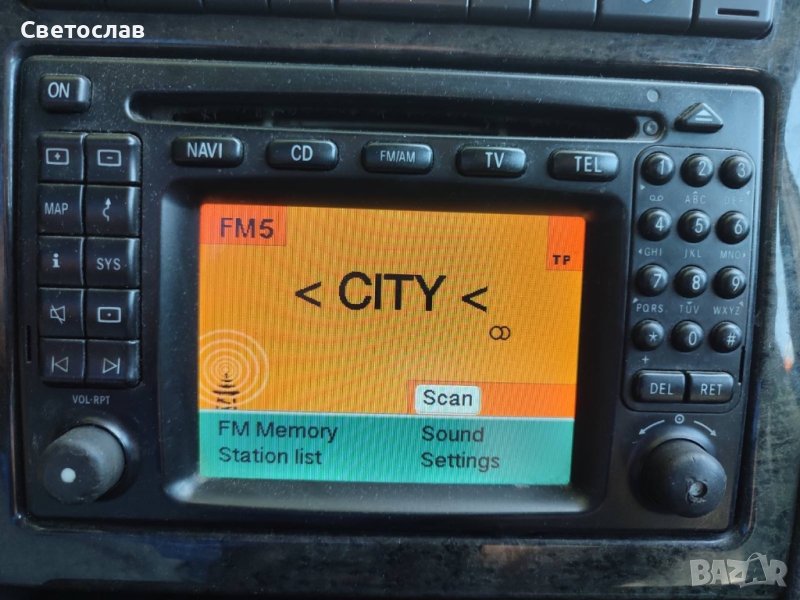 Светослав
ON
NAVI
CD
FM/AM
TV
TEL
+
-
MAP
i
SYS
VOL·RPT
FM5
TP
< CITY <
Scan
FM Memory
Sound
Station list
Settings
1
2
3
ABC
DEF
4
5
6
GHI
JKL
MNO
7
8
9
PQRS
TUV
WXYZ
*
0
#
+
DEL
RET
BAZAR